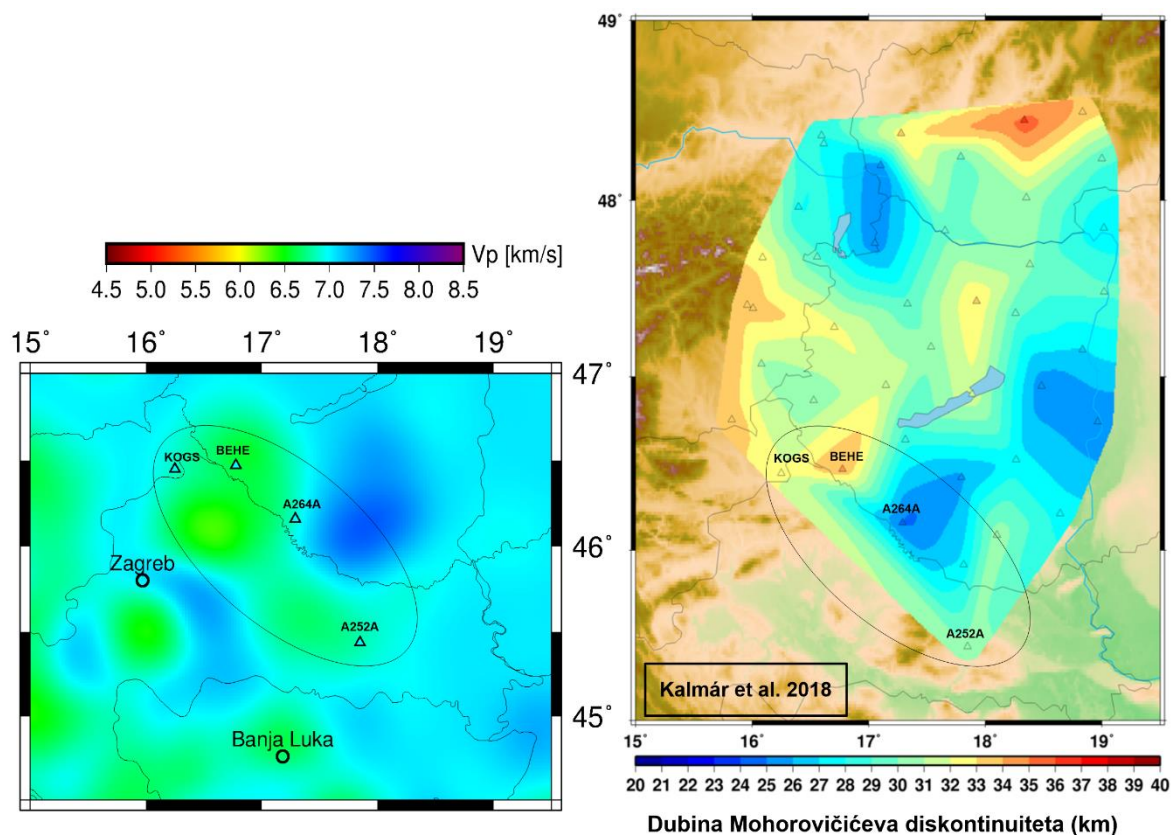 Vp [km/s]
4.5 5.0 5.5 6.0 6.5 7.0 7.5 8.0 8.5
15˚ 16˚ 17˚ 18˚ 19˚
47˚
46˚
45˚
KOGS
BEHE
A264A
Zagreb
A252A
Banja Luka
49˚
48˚
KOGS
BEHE
A264A
A252A
Kalmár et al. 2018
15˚ 16˚ 17˚ 18˚ 19˚
20 21 22 23 24 25 26 27 28 29 30 31 32 33 34 35 36 37 38 39 40
Dubina Mohorovičićeva diskontinuiteta (km)